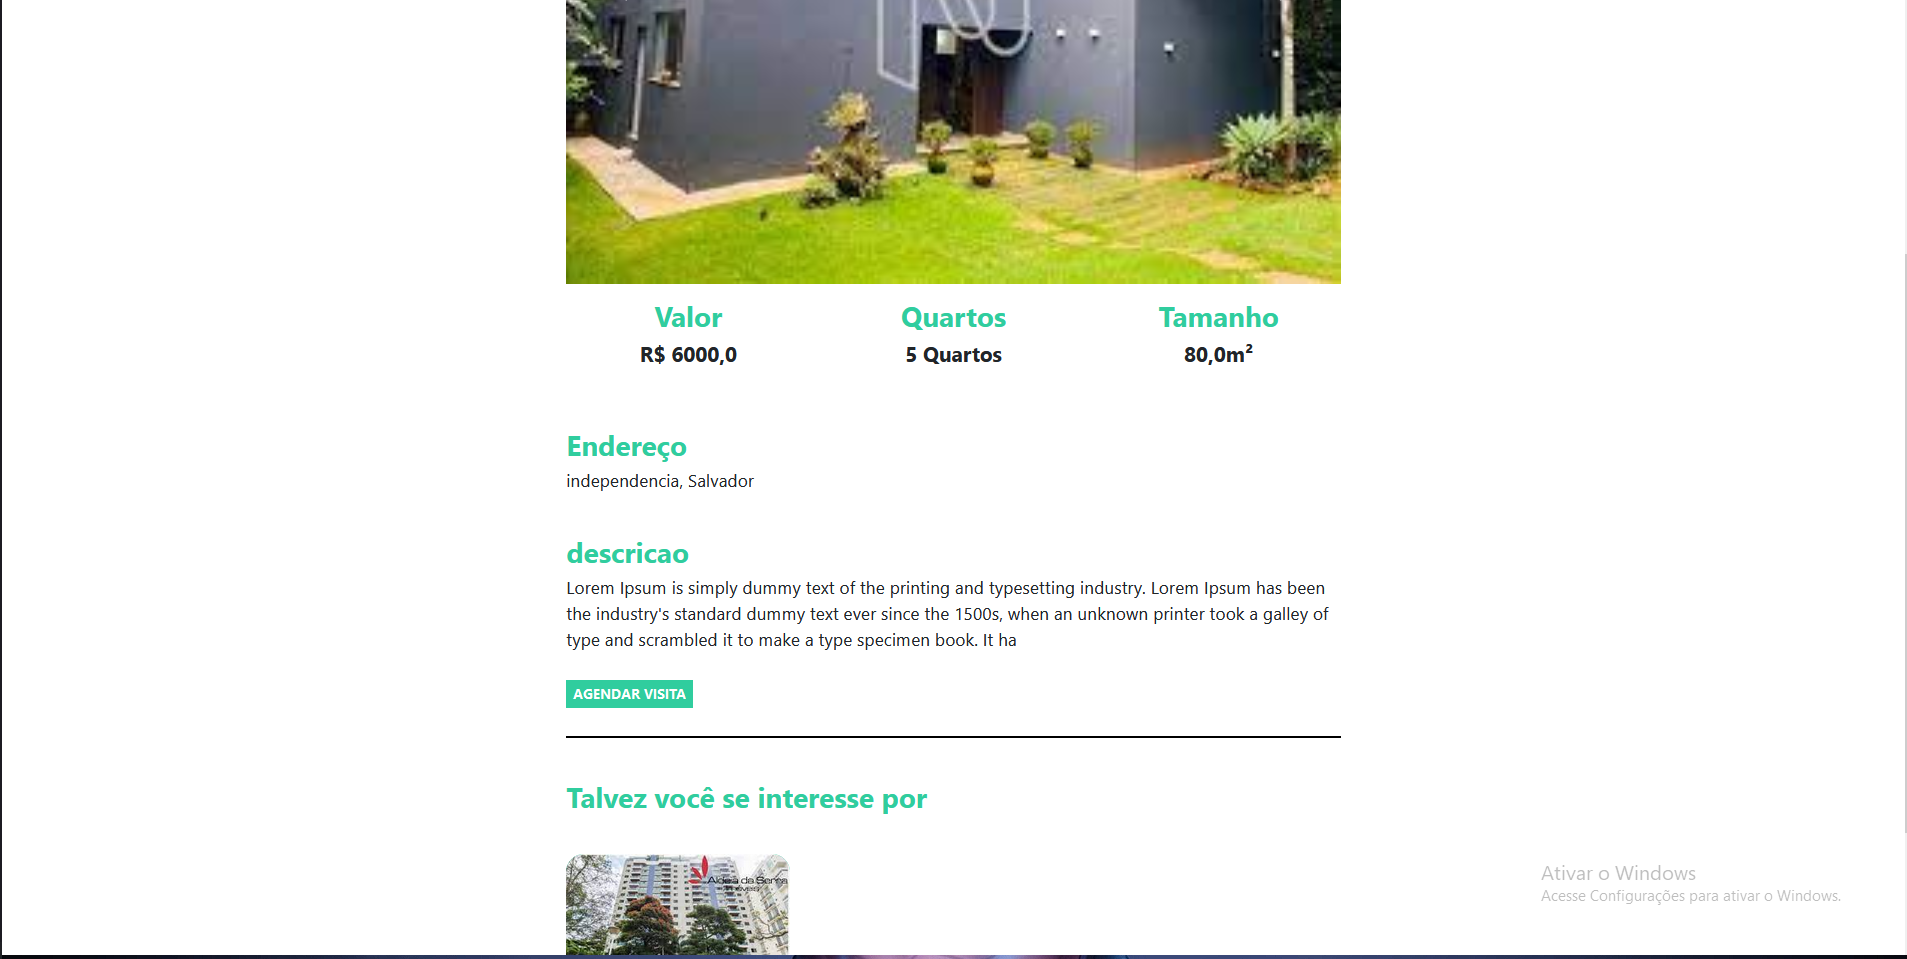 Valor
Quartos
Tamanho
R$ 6000,0
5 Quartos
80,0m²
Endereço
independencia, Salvador
descricao
Lorem Ipsum is simply dummy text of the printing and typesetting industry. Lorem Ipsum has been
the industry's standard dummy text ever since the 1500s, when an unknown printer took a galley of
type and scrambled it to make a type specimen book. It ha
AGENDAR VISITA
Talvez você se interesse por
Aldeia da Serra
Imóveis
Ativar o Windows
Acesse Configurações para ativar o Windows.